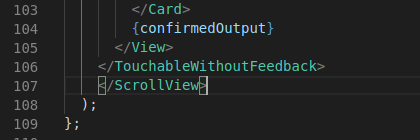 103 </Card>
104 {confirmedOutput}
105 </View>
106 </TouchableWithoutFeedback>
107 </ScrollView>
108 );
109 };